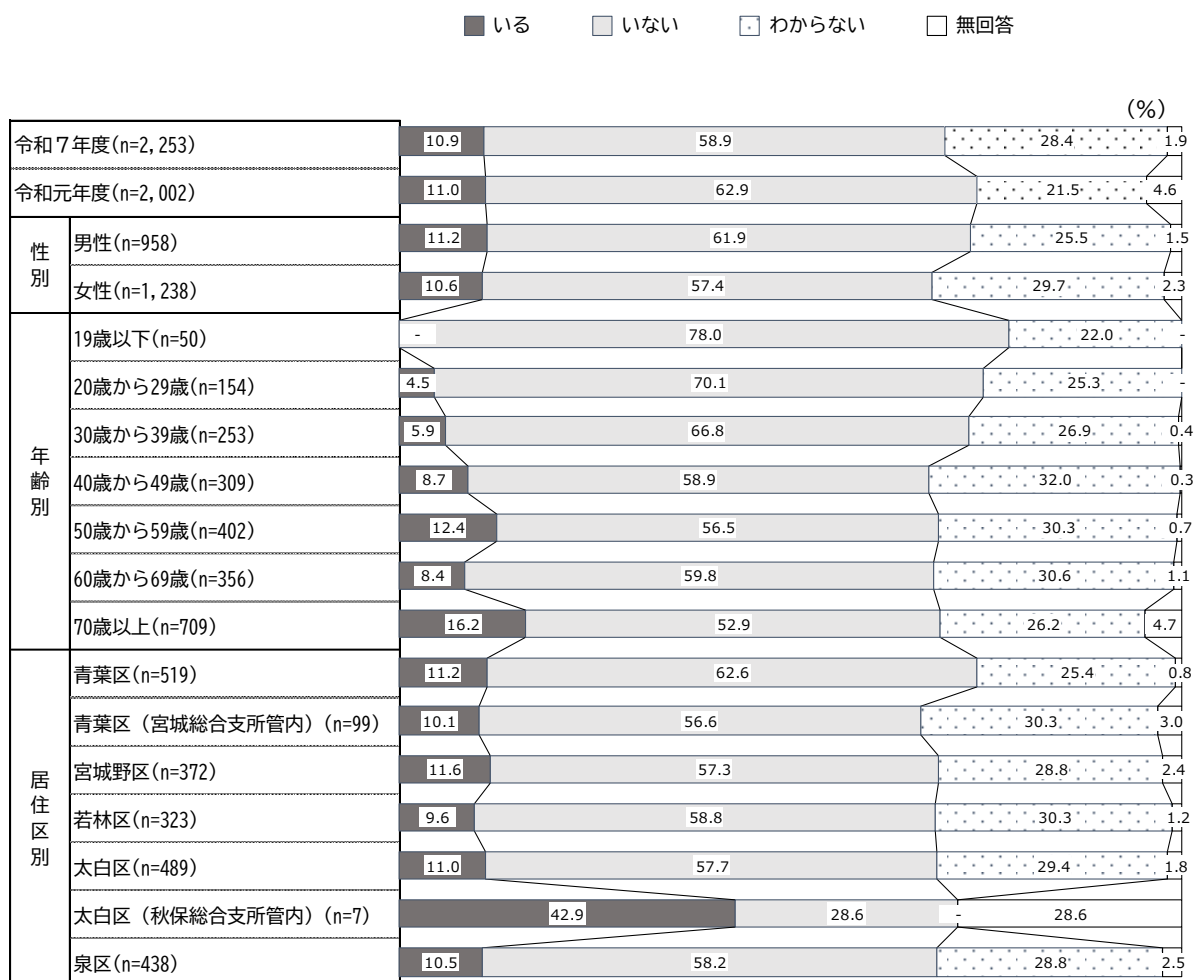 いる いない わからない 無回答
(%)
令和7年度(n=2,253) 10.9 58.9 28.4 1.9
令和元年度(n=2,002) 11.0 62.9 21.5 4.6
性別
男性(n=958) 11.2 61.9 25.5 1.5
女性(n=1,238) 10.6 57.4 29.7 2.3
年齢別
19歳以下(n=50) - 78.0 22.0 -
20歳から29歳(n=154) 4.5 70.1 25.3 -
30歳から39歳(n=253) 5.9 66.8 26.9 0.4
40歳から49歳(n=309) 8.7 58.9 32.0 0.3
50歳から59歳(n=402) 12.4 56.5 30.3 0.7
60歳から69歳(n=356) 8.4 59.8 30.6 1.1
70歳以上(n=709) 16.2 52.9 26.2 4.7
居住区別
青葉区(n=519) 11.2 62.6 25.4 0.8
青葉区（宮城総合支所管内）(n=99) 10.1 56.6 30.3 3.0
宮城野区(n=372) 11.6 57.3 28.8 2.4
若林区(n=323) 9.6 58.8 30.3 1.2
太白区(n=489) 11.0 57.7 29.4 1.8
太白区（秋保総合支所管内）(n=7) 42.9 28.6 - 28.6
泉区(n=438) 10.5 58.2 28.8 2.5